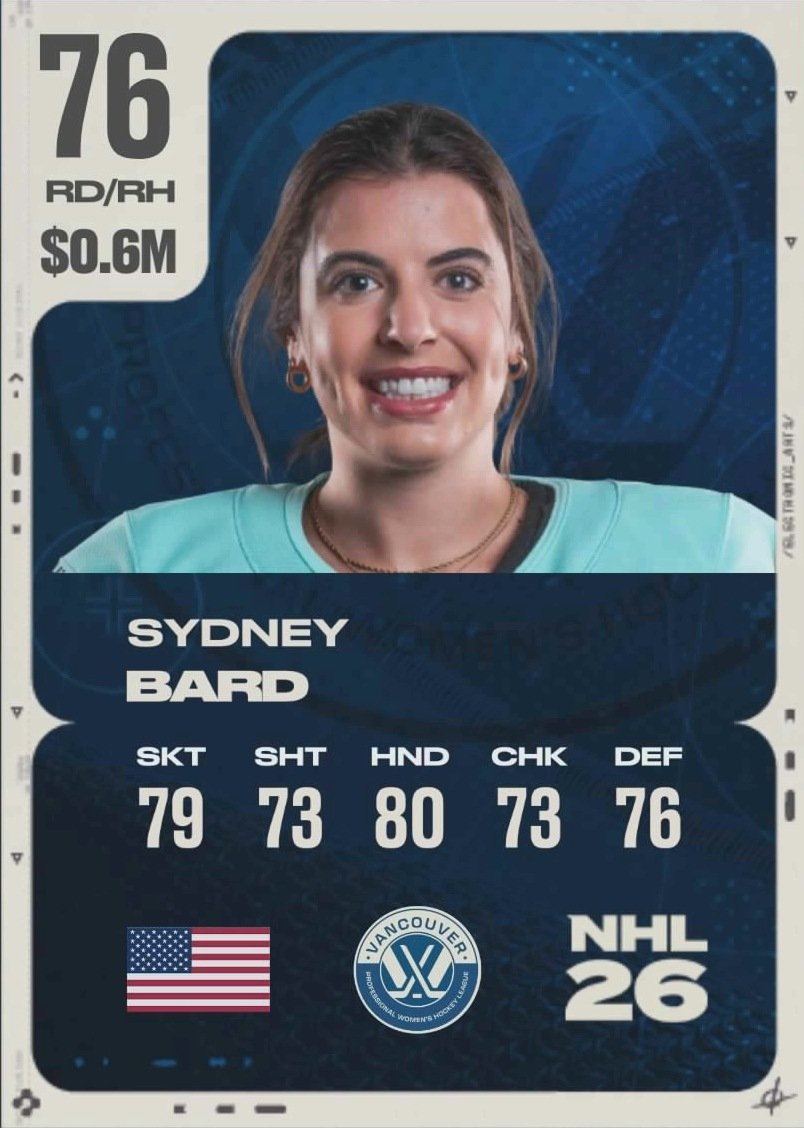 76
RD/RH
$0.6M
/ELECTRONIC_ARTS/
SYDNEY
BARD
SKT SHT HND CHK DEF
79 73 80 73 76
·VANCOUVER·
PROFESSIONAL WOMEN'S HOCKEY LEAGUE
NHL
26